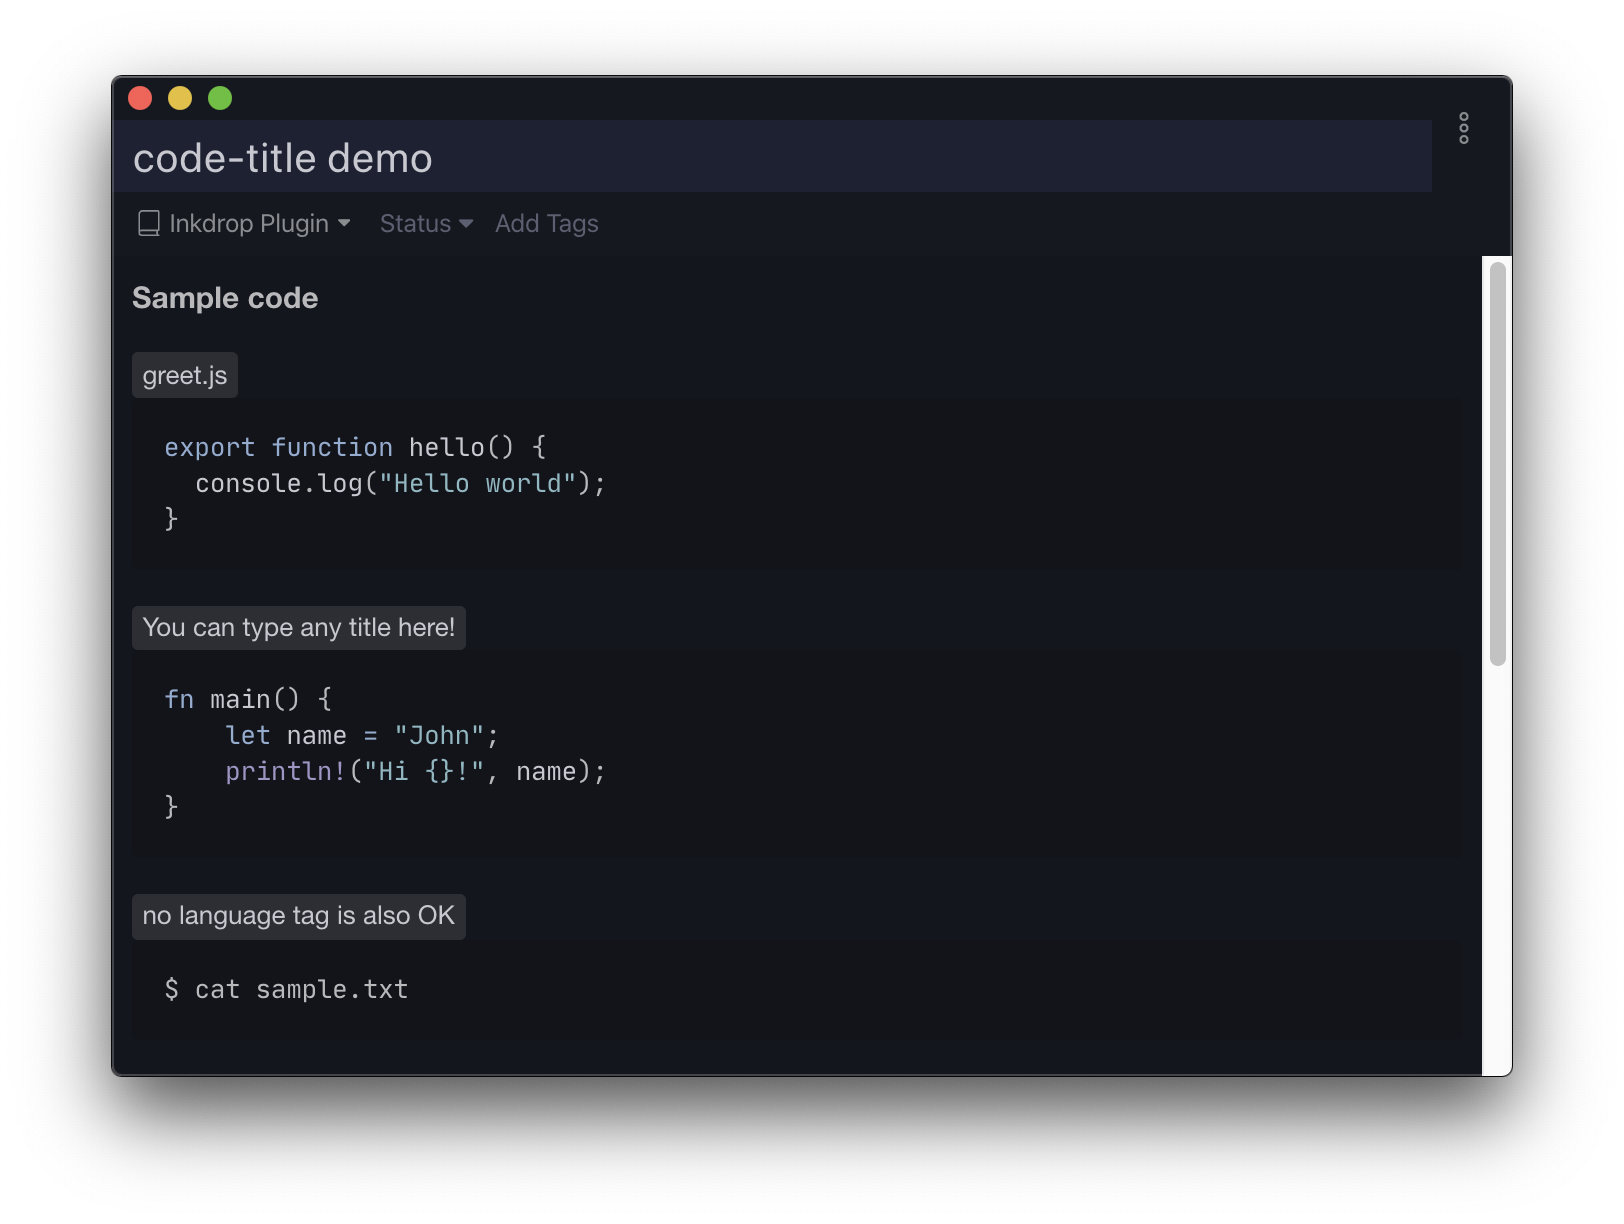 code-title demo
Inkdrop Plugin Status Add Tags
Sample code
greet.js
export function hello() {
  console.log("Hello world");
}
You can type any title here!
fn main() {
    let name = "John";
    println!("Hi {}!", name);
}
no language tag is also OK
$ cat sample.txt